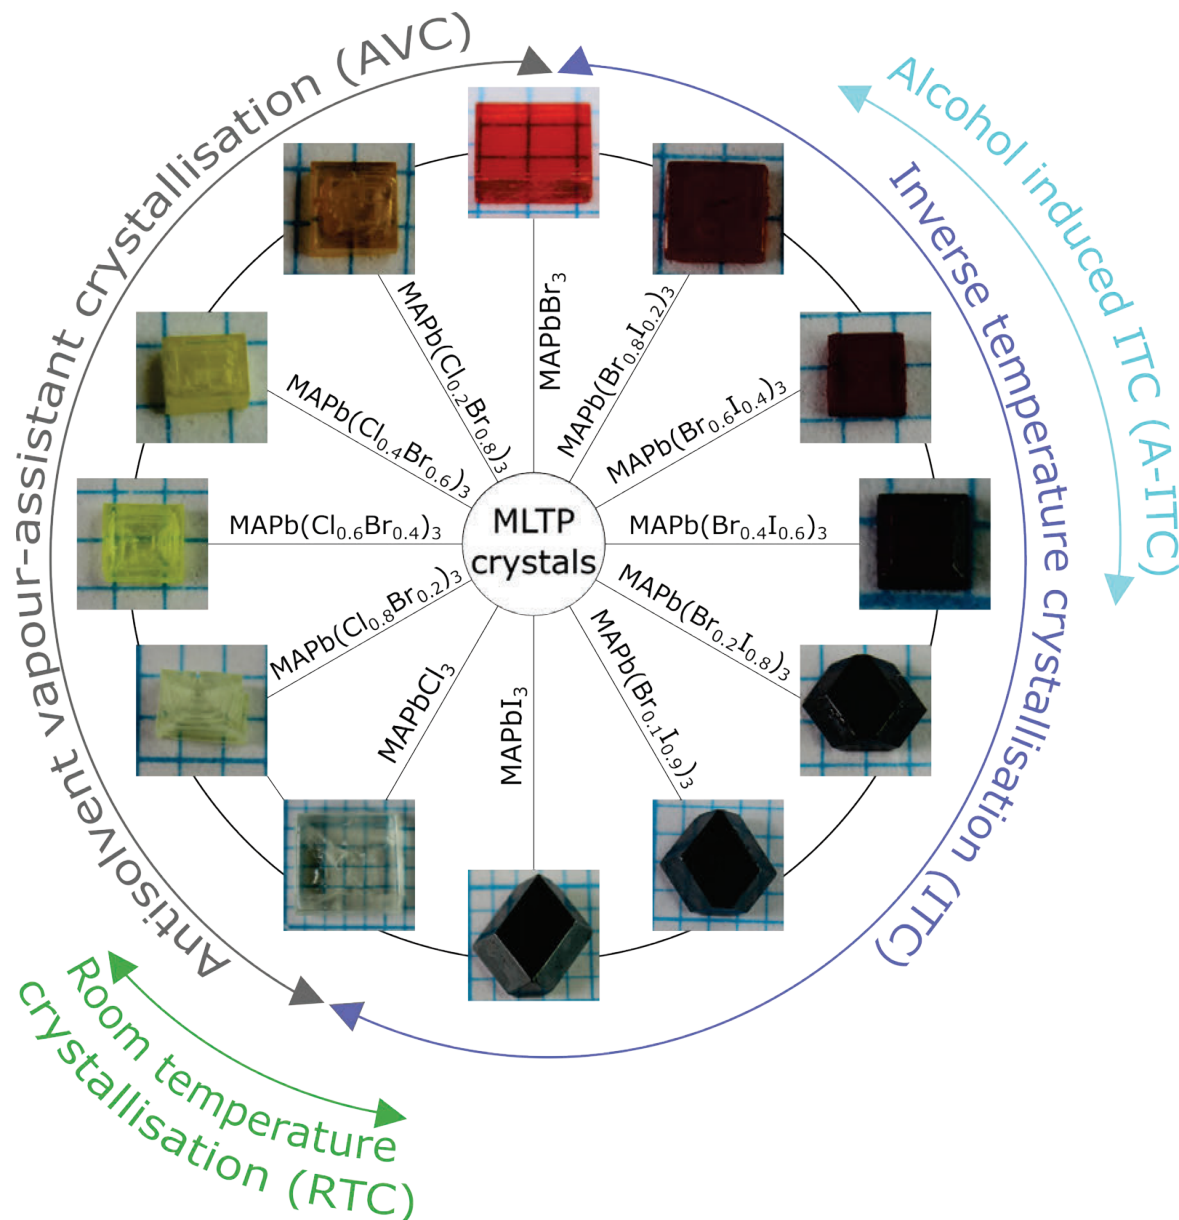 Antisolvent vapour-assistant crystallisation (AVC)
Alcohol induced ITC (A-ITC)
Inverse temperature crystallisation (ITC)
MAPbBr₃
MAPb(Br₀.₈I₀.₂)₃
MAPb(Br₀.₆I₀.₄)₃
MAPb(Br₀.₄I₀.₆)₃
MAPb(Br₀.₂I₀.₈)₃
MAPb(Br₀.₁I₀.₉)₃
MAPbI₃
MAPbCl₃
MAPb(Cl₀.₈Br₀.₂)₃
MAPb(Cl₀.₆Br₀.₄)₃
MAPb(Cl₀.₄Br₀.₆)₃
MAPb(Cl₀.₂Br₀.₈)₃
MLTP
crystals
Room temperature
crystallisation (RTC)